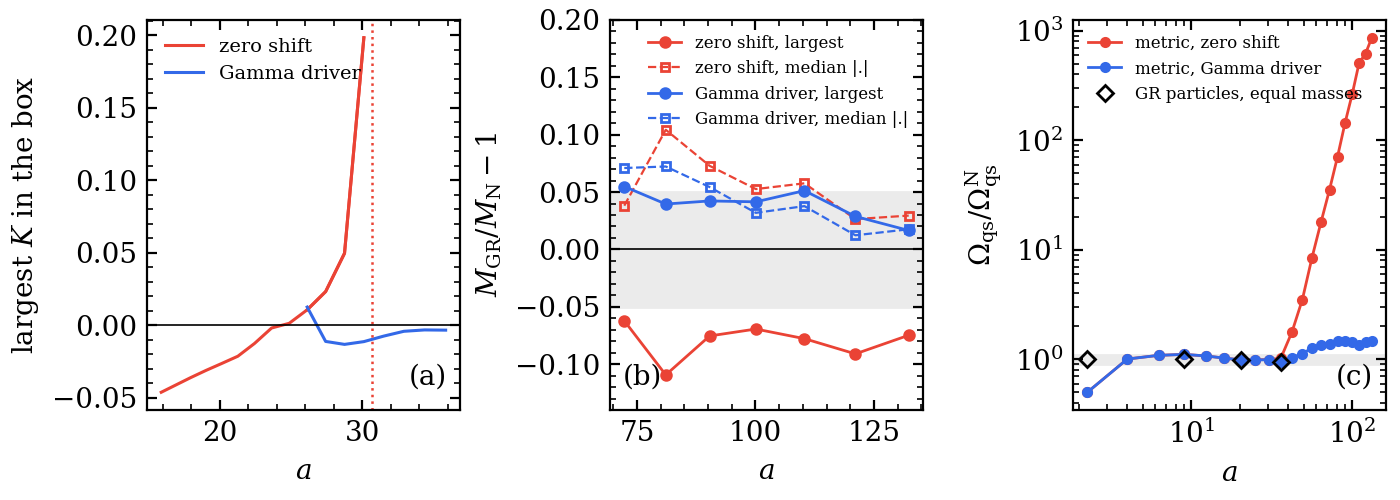 0.20
0.15
0.10
0.05
0.00
−0.05
20
30
a
largest K in the box
zero shift
Gamma driver
(a)
0.20
0.15
0.10
0.05
0.00
−0.05
−0.10
75
100
125
a
M_GR/M_N − 1
zero shift, largest
zero shift, median |.|
Gamma driver, largest
Gamma driver, median |.|
(b)
10^3
10^2
10^1
10^0
10^1
10^2
a
Ω_qs/Ω_qs^N
metric, zero shift
metric, Gamma driver
GR particles, equal masses
(c)